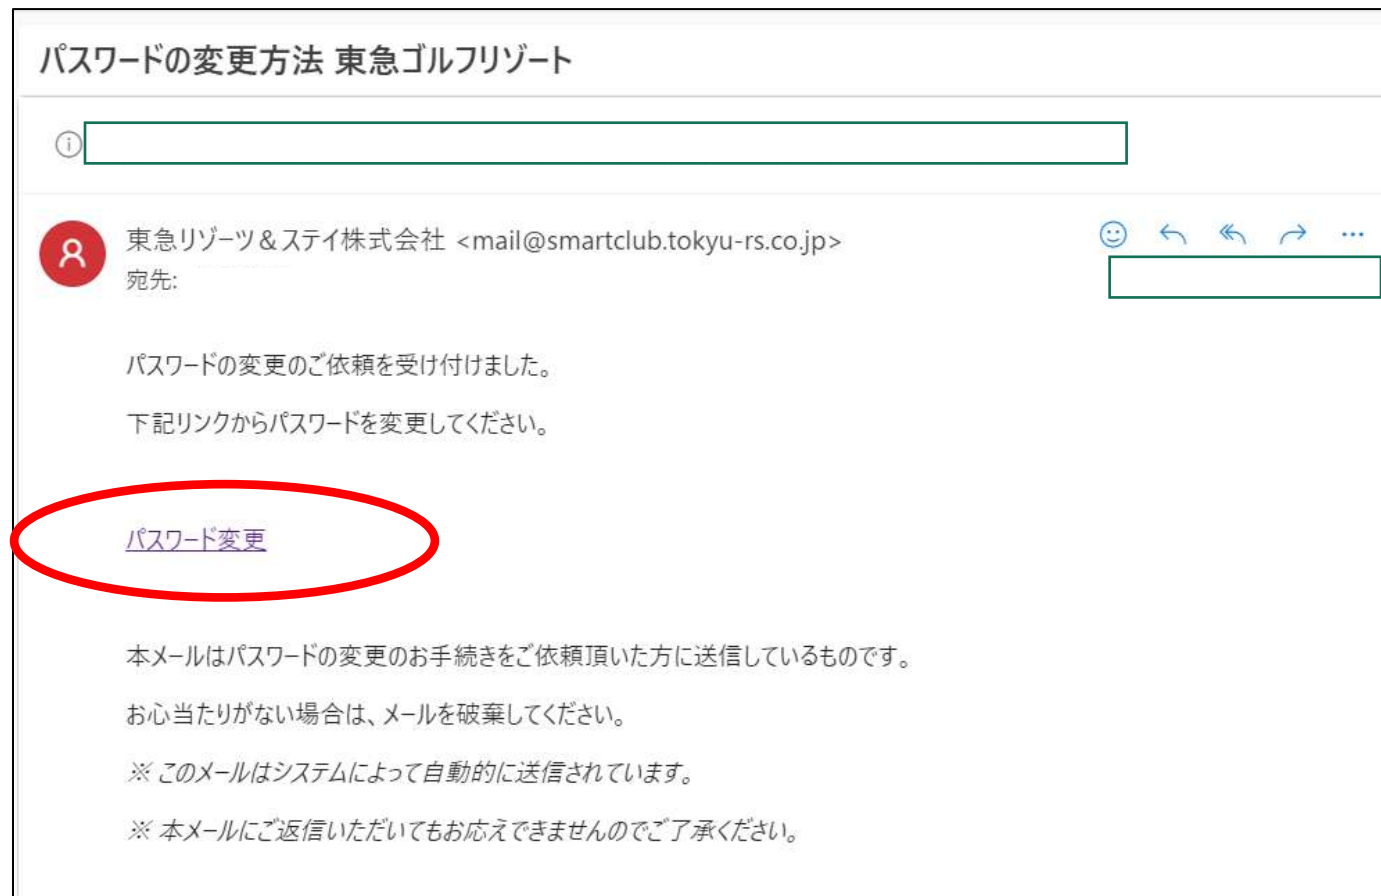 パスワードの変更方法 東急ゴルフリゾート
東急リゾーツ＆ステイ株式会社 <mail@smartclub.tokyu-rs.co.jp>
宛先:
パスワードの変更のご依頼を受け付けました。
下記リンクからパスワードを変更してください。
パスワード変更
本メールはパスワードの変更のお手続きをご依頼頂いた方に送信しているものです。
お心当たりがない場合は、メールを破棄してください。
※ このメールはシステムによって自動的に送信されています。
※ 本メールにご返信いただいてもお応えできませんのでご了承ください。